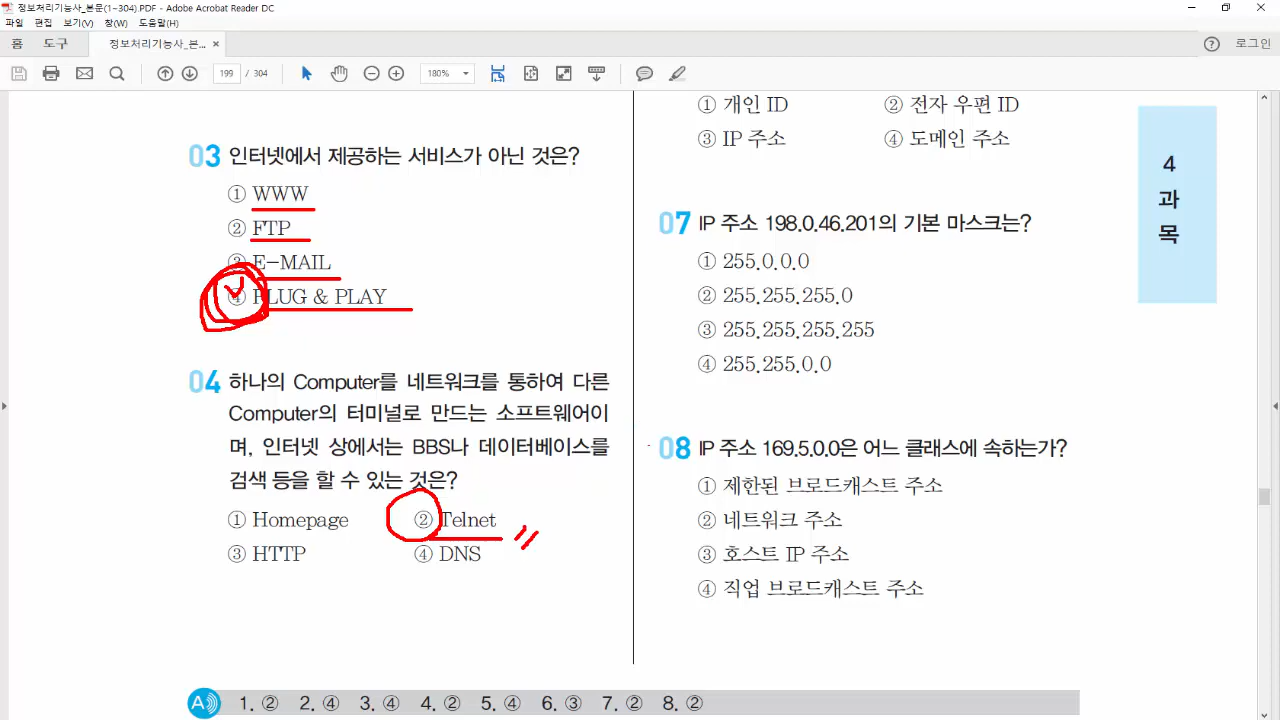 정보처리기능사_본문(1~304).PDF - Adobe Acrobat Reader DC
파일 편집 보기(V) 창(W) 도움말(H)
홈 도구 정보처리기능사_본... × 로그인
199 / 304 180%
03 인터넷에서 제공하는 서비스가 아닌 것은?
① WWW
② FTP
③ E-MAIL
④ PLUG & PLAY
04 하나의 Computer를 네트워크를 통하여 다른
Computer의 터미널로 만드는 소프트웨어이
며, 인터넷 상에서는 BBS나 데이터베이스를
검색 등을 할 수 있는 것은?
① Homepage ② Telnet
③ HTTP ④ DNS
① 개인 ID ② 전자 우편 ID
③ IP 주소 ④ 도메인 주소
07 IP 주소 198.0.46.201의 기본 마스크는?
① 255.0.0.0
② 255.255.255.0
③ 255.255.255.255
④ 255.255.0.0
08 IP 주소 169.5.0.0은 어느 클래스에 속하는가?
① 제한된 브로드캐스트 주소
② 네트워크 주소
③ 호스트 IP 주소
④ 직업 브로드캐스트 주소
4
과
목
A 1. ② 2. ④ 3. ④ 4. ② 5. ④ 6. ③ 7. ② 8. ②